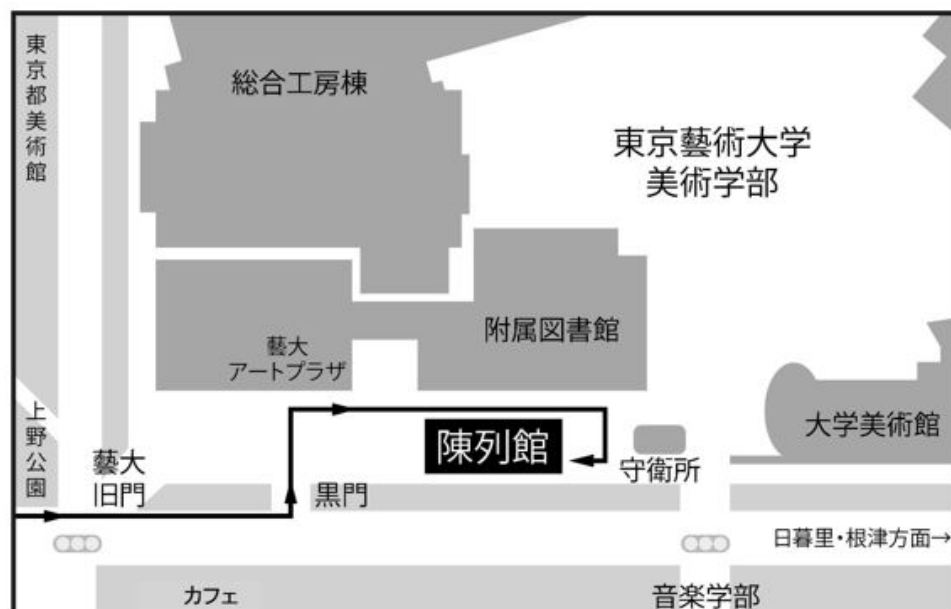 東京都美術館
総合工房棟
東京藝術大学
美術学部
附属図書館
藝大
アートプラザ
上野公園
大学美術館
陳列館
藝大
旧門
守衛所
黒門
日暮里・根津方面→
カフェ
音楽学部